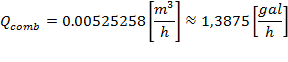 Q_comb = 0.00525258 [m³/h] ≈ 1,3875 [gal/h]